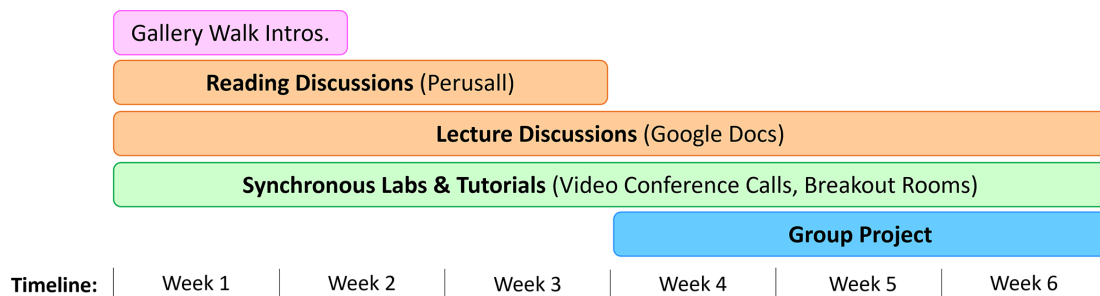 Gallery Walk Intros.
Reading Discussions (Perusall)
Lecture Discussions (Google Docs)
Synchronous Labs & Tutorials (Video Conference Calls, Breakout Rooms)
Group Project
Timeline: Week 1 Week 2 Week 3 Week 4 Week 5 Week 6